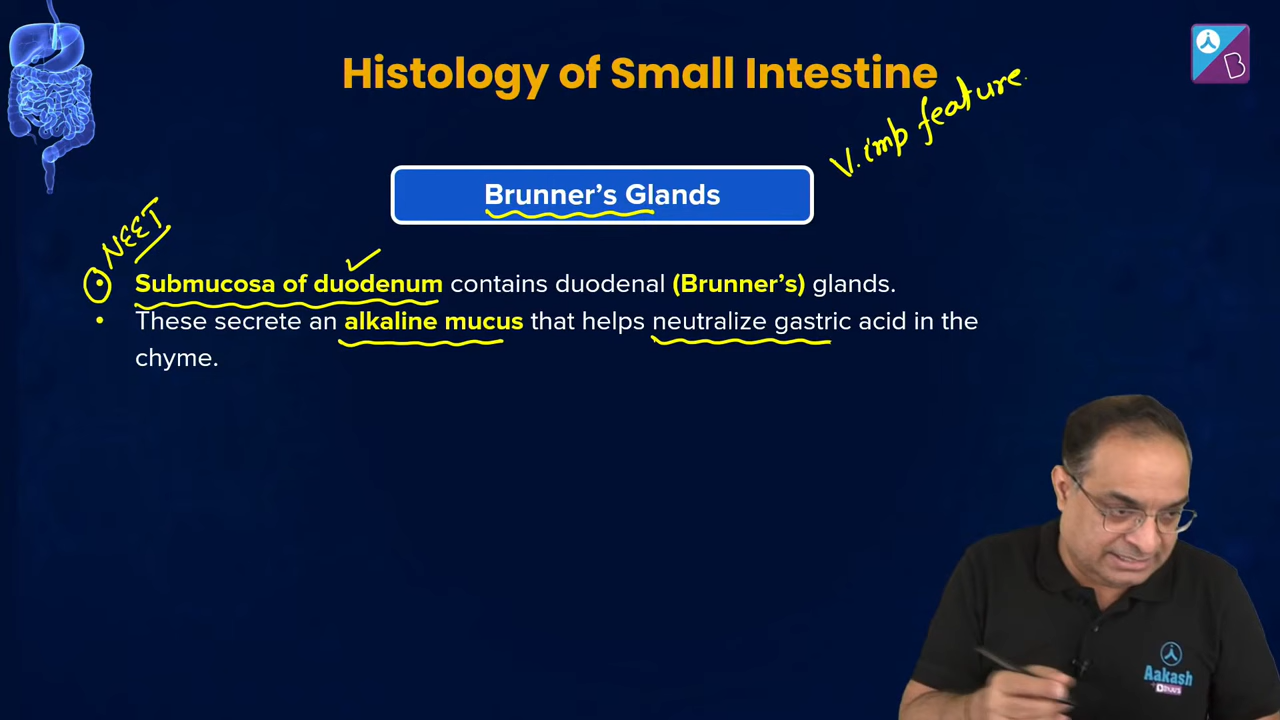 Histology of Small Intestine
V. imp feature
Brunner's Glands
NEET
Submucosa of duodenum contains duodenal (Brunner's) glands.
These secrete an alkaline mucus that helps neutralize gastric acid in the
chyme.
Aakash
+ BYJU'S